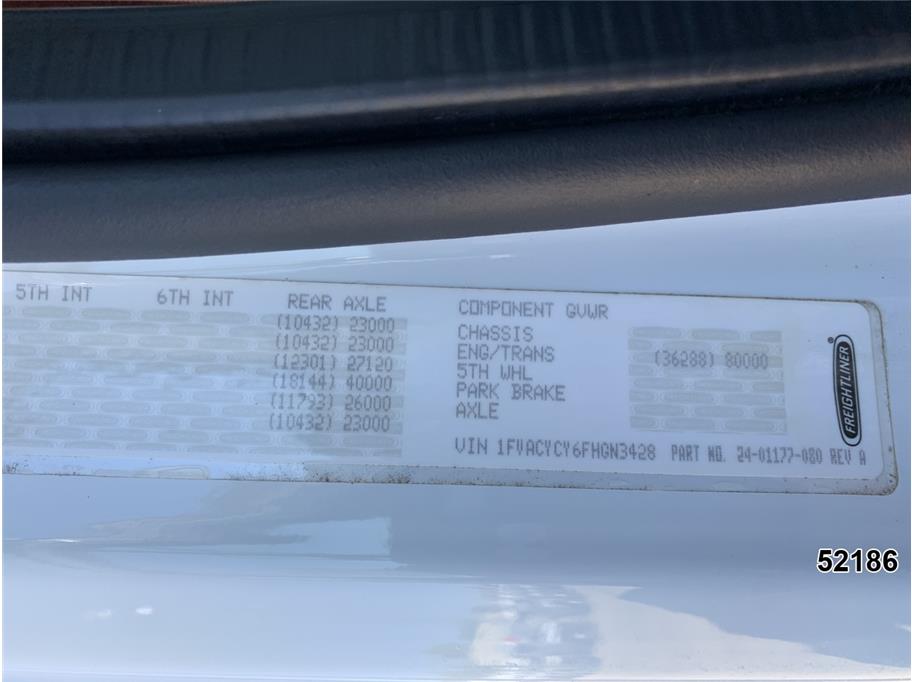 5TH INT 6TH INT REAR AXLE
(10432) 23000
(10432) 23000
(12301) 27120
(18144) 40000
(11793) 26000
(10432) 23000
COMPONENT GVWR
CHASSIS
ENG/TRANS (36288) 80000
5TH WHL
PARK BRAKE
AXLE
VIN 1FVACYCY6FHGN3428 PART NO. 24-01177-080 REV A
FREIGHTLINER®
52186